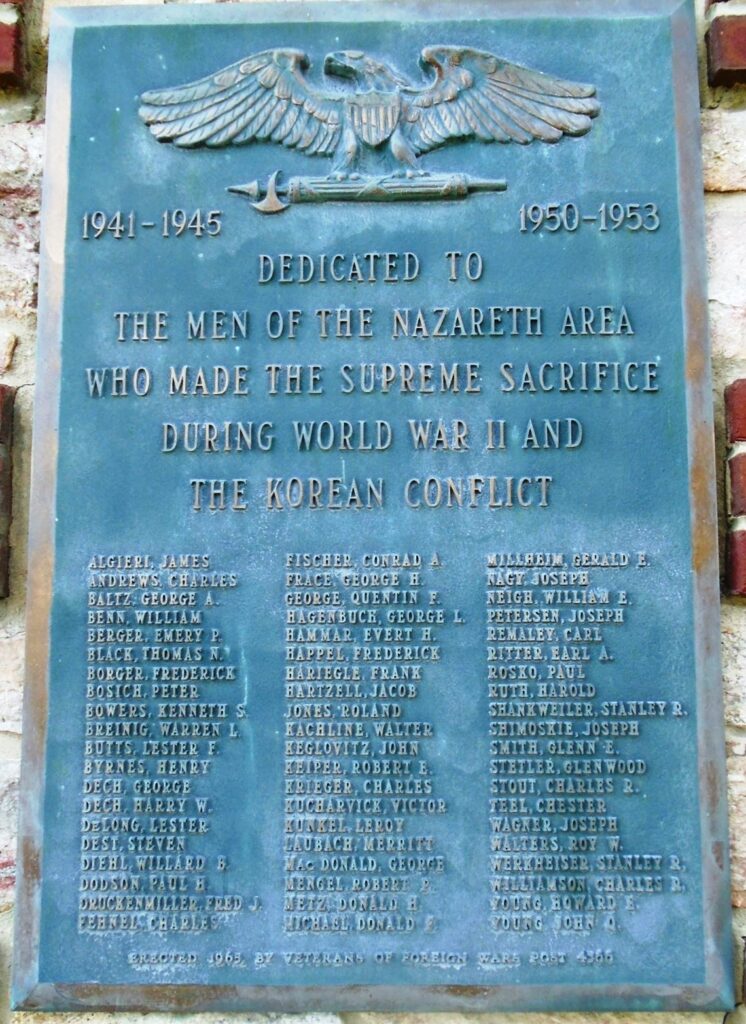 1941-1945
1950-1953
DEDICATED TO
THE MEN OF THE NAZARETH AREA
WHO MADE THE SUPREME SACRIFICE
DURING WORLD WAR II AND
THE KOREAN CONFLICT
ALGIERI, JAMES
ANDREWS, CHARLES
BALTZ, GEORGE A.
BENN, WILLIAM
BERGER, EMERY P.
BLACK, THOMAS N.
BORGER, FREDERICK
BOSICH, PETER
BOWERS, KENNETH S.
BREINIG, WARREN L.
BUTTS, LESTER F.
BYRNES, HENRY
DECH, GEORGE
DECH, HARRY W.
DeLONG, LESTER
DEST, STEVEN
DIEHL, WILLARD B.
DODSON, PAUL H.
DRUCKENMILLER, FRED J.
FEHNEL, CHARLES
FISCHER, CONRAD A.
FRACE, GEORGE H.
GEORGE, QUENTIN F.
HAGENBUCK, GEORGE L.
HAMMAR, EVERT H.
HAPPEL, FREDERICK
HARIEGLE, FRANK
HARTZELL, JACOB
JONES, ROLAND
KACHLINE, WALTER
KEGLOVITZ, JOHN
KEIPER, ROBERT E.
KRIEGER, CHARLES
KUCHARVICK, VICTOR
KUNKEL, LEROY
LAUBACH, MERRITT
MacDONALD, GEORGE
MENGEL, ROBERT
METZ, DONALD H.
MICHAEL, DONALD
MILLHEIM, GERALD E.
NAGY, JOSEPH
NEIGH, WILLIAM E.
PETERSEN, JOSEPH
REMALEY, CARL
RITTER, EARL A.
ROSKO, PAUL
RUTH, HAROLD
SHANKWEILER, STANLEY R.
SHIMOSKIE, JOSEPH
SMITH, GLENN E.
STETLER, GLENWOOD
STOUT, CHARLES R.
TEEL, CHESTER
WAGNER, JOSEPH
WALTERS, ROY W.
WERKHEISER, STANLEY R.
WILLIAMSON, CHARLES R.
YOUNG, HOWARD E.
YOUNG, JOHN Q.
ERECTED 1965, BY VETERANS OF FOREIGN WARS POST